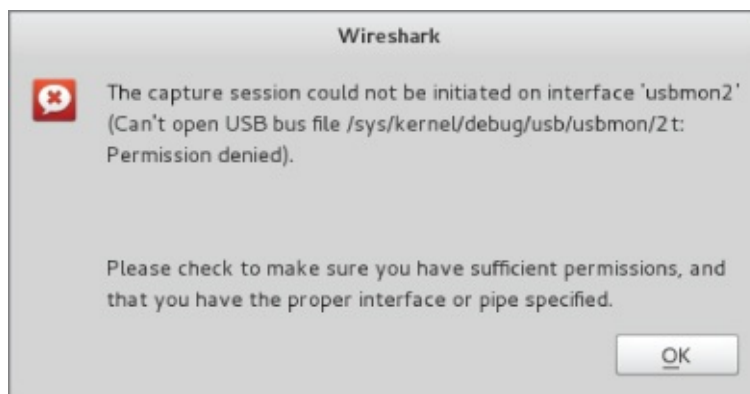 Wireshark
The capture session could not be initiated on interface 'usbmon2'
(Can't open USB bus file /sys/kernel/debug/usb/usbmon/2t:
Permission denied).
Please check to make sure you have sufficient permissions, and
that you have the proper interface or pipe specified.
OK